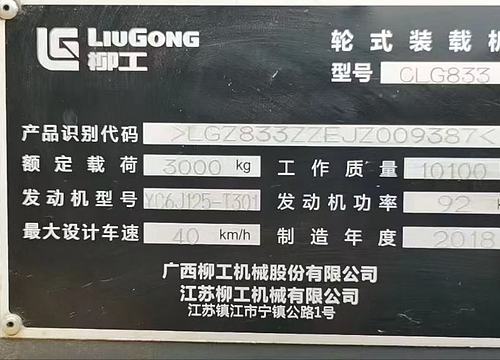 LIUGONG
柳工
轮式装载机
型号 CLG833
产品识别代码 >LGZ833ZZEJZ009387<
额定载荷 3000 kg 工作质量 10100
发动机型号 YC6J125-T301 发动机功率 92
最大设计车速 40 km/h 制造年度 2018
广西柳工机械股份有限公司
江苏柳工机械有限公司
江苏镇江市宁镇公路1号